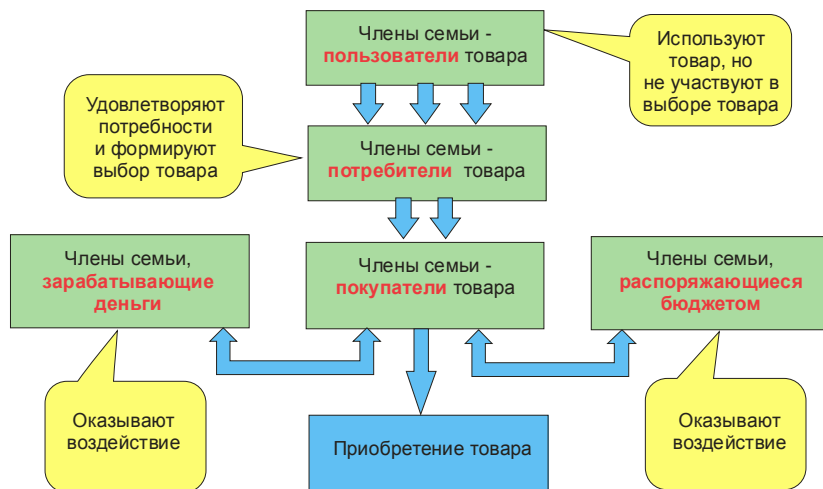 Члены семьи -
пользователи товара
Используют
товар, но
не участвуют в
выборе товара
Удовлетворяют
потребности
и формируют
выбор товара
Члены семьи -
потребители товара
Члены семьи,
зарабатывающие
деньги
Члены семьи -
покупатели товара
Члены семьи,
распоряжающиеся
бюджетом
Оказывают
воздействие
Приобретение товара
Оказывают
воздействие